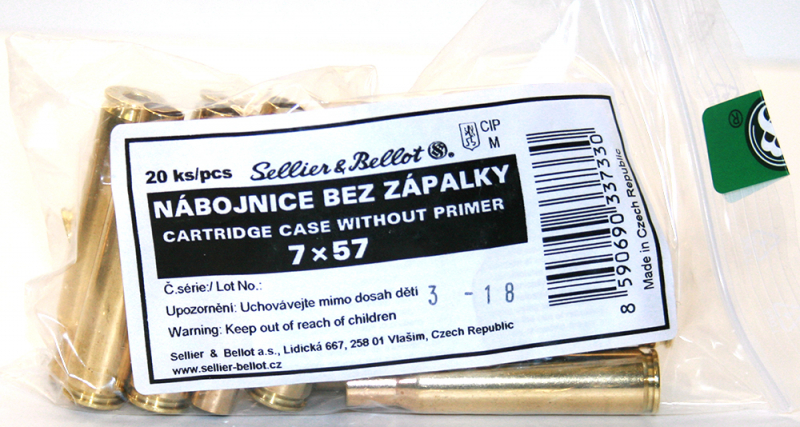 20 ks/pcs Sellier & Bellot S&B®. CIP
M
NÁBOJNICE BEZ ZÁPALKY
CARTRIDGE CASE WITHOUT PRIMER
7×57
Č.série:/ Lot No.: 3 - 18
Upozornění: Uchovávejte mimo dosah dětí
Warning: Keep out of reach of children
Sellier & Bellot a.s., Lidická 667, 258 01 Vlašim, Czech Republic
www.sellier-bellot.cz
8 590690 337330
Made in Czech Republic
®